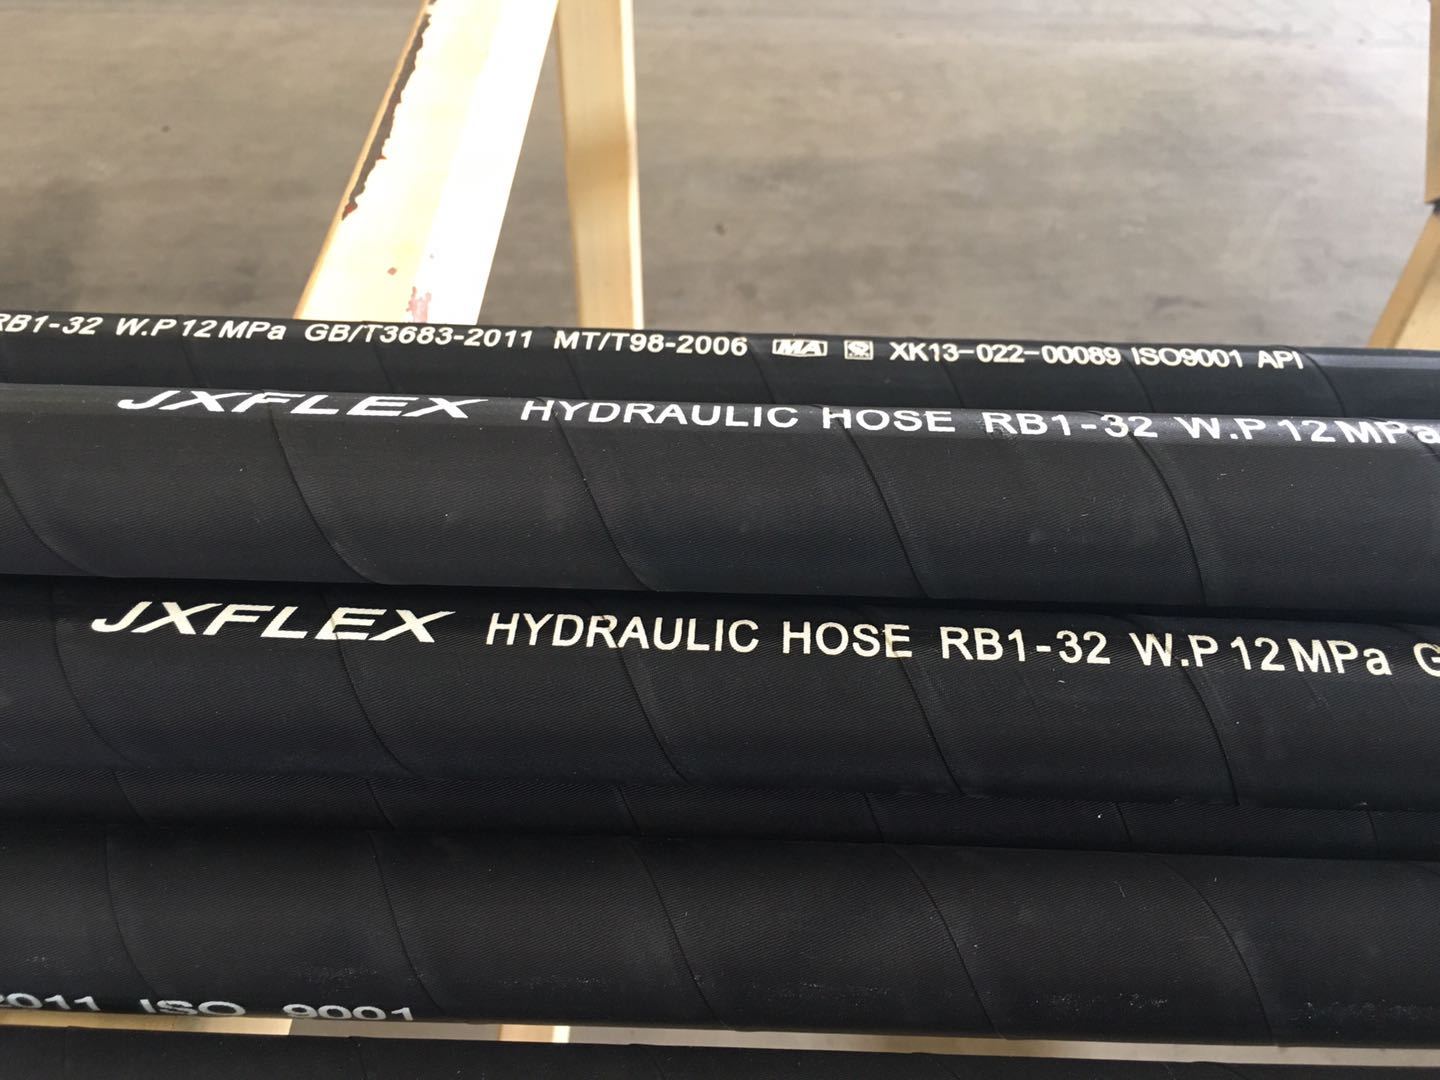 RB1-32 W.P 12 MPa GB/T3683-2011 MT/T98-2006 MA XK13-022-00089 ISO9001 API
JXFLEX HYDRAULIC HOSE RB1-32 W.P 12 MPa
JXFLEX HYDRAULIC HOSE RB1-32 W.P 12 MPa G
2011 ISO 9001